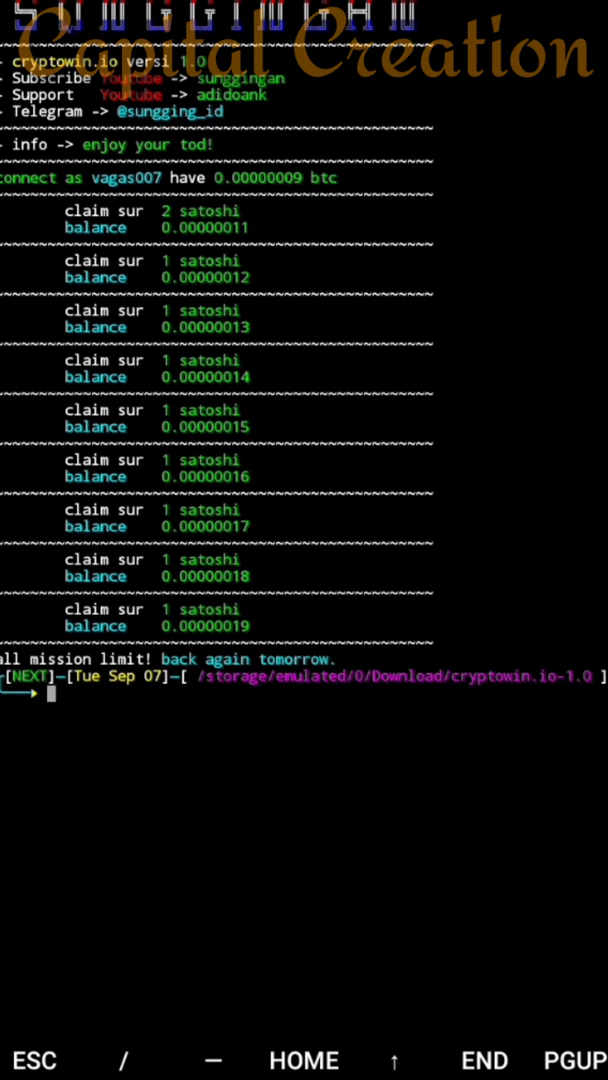 SUNGGINGHN
Capital Creation
- cryptowin.io versi 1.0
- Subscribe Youtube -> sunggingan
- Support Youtube -> adidoank
- Telegram -> @sungging_id
~~~~~~~~~~~~~~~~~~~~~~~~~~~~~~~~~~~~~~~~~~~~~~~~
- info -> enjoy your tod!
~~~~~~~~~~~~~~~~~~~~~~~~~~~~~~~~~~~~~~~~~~~~~~~~
connect as vagas007 have 0.00000009 btc
~~~~~~~~~~~~~~~~~~~~~~~~~~~~~~~~~~~~~~~~~~~~~~~~
claim sur 2 satoshi
balance 0.00000011
~~~~~~~~~~~~~~~~~~~~~~~~~~~~~~~~~~~~~~~~~~~~~~~~
claim sur 1 satoshi
balance 0.00000012
~~~~~~~~~~~~~~~~~~~~~~~~~~~~~~~~~~~~~~~~~~~~~~~~
claim sur 1 satoshi
balance 0.00000013
~~~~~~~~~~~~~~~~~~~~~~~~~~~~~~~~~~~~~~~~~~~~~~~~
claim sur 1 satoshi
balance 0.00000014
~~~~~~~~~~~~~~~~~~~~~~~~~~~~~~~~~~~~~~~~~~~~~~~~
claim sur 1 satoshi
balance 0.00000015
~~~~~~~~~~~~~~~~~~~~~~~~~~~~~~~~~~~~~~~~~~~~~~~~
claim sur 1 satoshi
balance 0.00000016
~~~~~~~~~~~~~~~~~~~~~~~~~~~~~~~~~~~~~~~~~~~~~~~~
claim sur 1 satoshi
balance 0.00000017
~~~~~~~~~~~~~~~~~~~~~~~~~~~~~~~~~~~~~~~~~~~~~~~~
claim sur 1 satoshi
balance 0.00000018
~~~~~~~~~~~~~~~~~~~~~~~~~~~~~~~~~~~~~~~~~~~~~~~~
claim sur 1 satoshi
balance 0.00000019
~~~~~~~~~~~~~~~~~~~~~~~~~~~~~~~~~~~~~~~~~~~~~~~~
all mission limit! back again tomorrow.
[NEXT]—[Tue Sep 07]—[ /storage/emulated/0/Download/cryptowin.io-1.0 ]
ESC / — HOME ↑ END PGUP